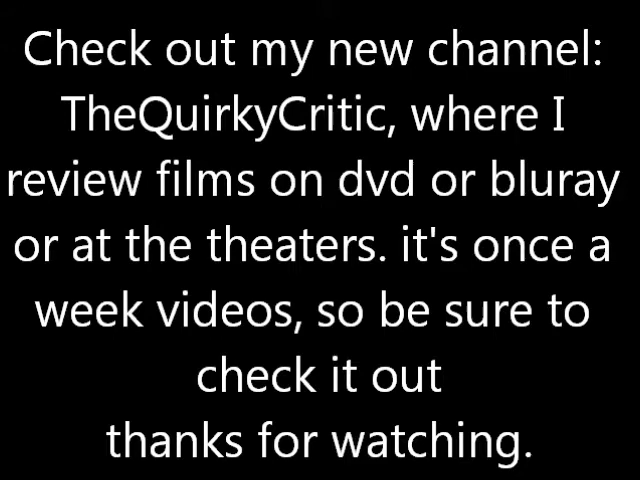 Check out my new channel:
TheQuirkyCritic, where I
review films on dvd or bluray
or at the theaters. it's once a
week videos, so be sure to
check it out
thanks for watching.